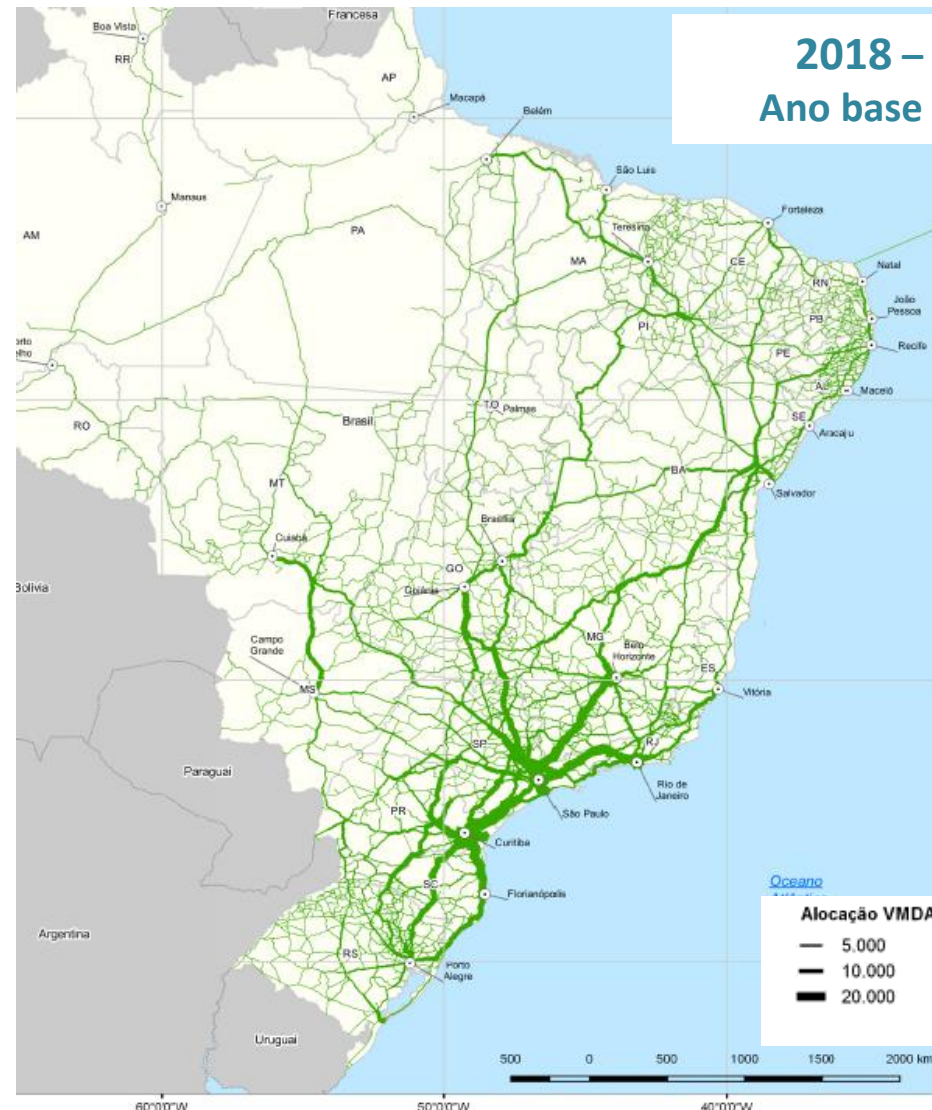 2018 –
Ano base
Francesa
Boa Vista
RR
AP
Macapá
Belém
São Luis
Manaus
Fortaleza
Teresina
AM
PA
MA
CE
RN
Natal
João
Pessoa
PB
PI
Recife
PE
AL
Maceió
RO
Brasil
TO
Palmas
SE
Aracaju
MT
BA
Salvador
Cuiabá
Brasília
GO
Goiânia
Bolivia
Campo
Grande
MS
MG
Belo
Horizonte
ES
Vitória
SP
RJ
Paraguai
Rio de
Janeiro
São Paulo
PR
Curitiba
SC
Florianópolis
Oceano
Argentina
RS
Porto
Alegre
Uruguai
Alocação VMDA
5.000
10.000
20.000
500 0 500 1000 1500 2000 km
60°0'0"W 50°0'0"W 40°0'0"W